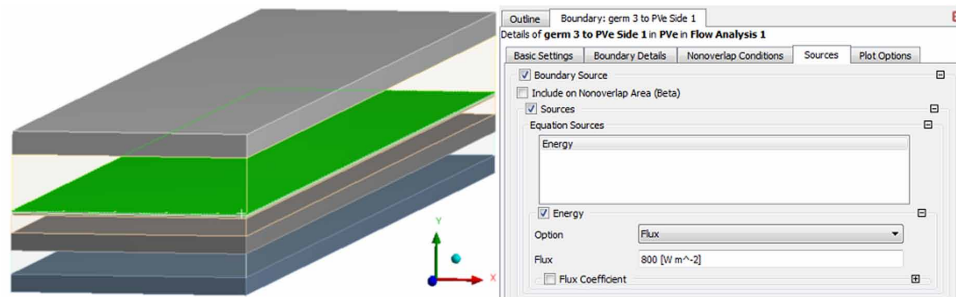 Outline
Boundary: germ 3 to PVe Side 1
Details of germ 3 to PVe Side 1 in PVe in Flow Analysis 1
Basic Settings
Boundary Details
Nonoverlap Conditions
Sources
Plot Options
Boundary Source
Include on Nonoverlap Area (Beta)
Sources
Equation Sources
Energy
Energy
Option
Flux
Flux
800 [W m^-2]
Flux Coefficient
Y
X